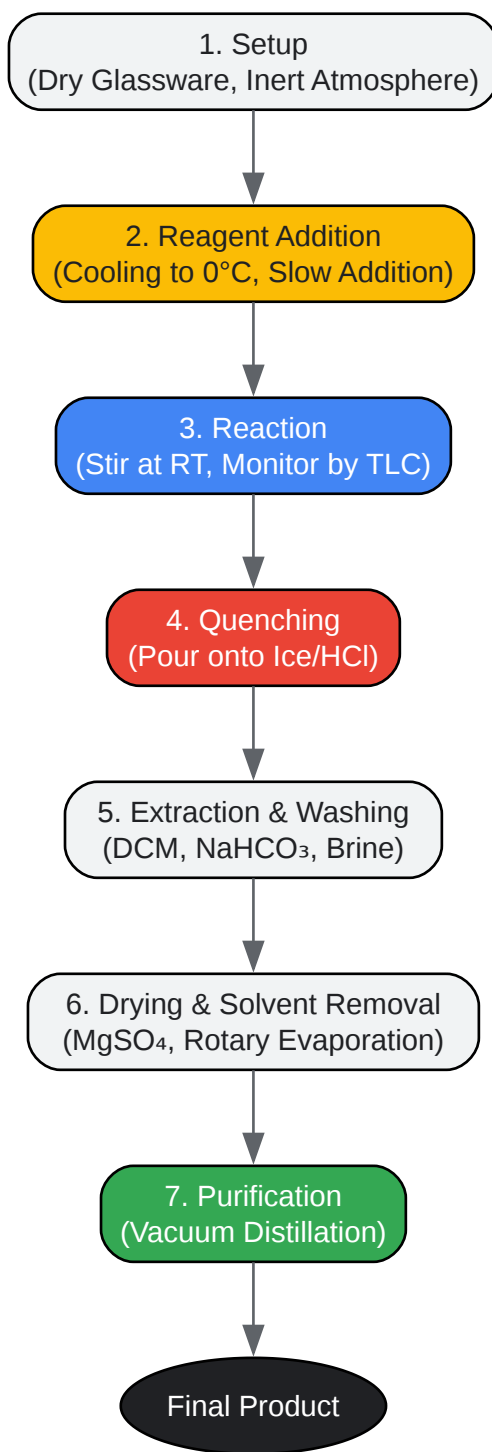 1. Setup
(Dry Glassware, Inert Atmosphere)
2. Reagent Addition
(Cooling to 0°C, Slow Addition)
3. Reaction
(Stir at RT, Monitor by TLC)
4. Quenching
(Pour onto Ice/HCl)
5. Extraction & Washing
(DCM, NaHCO₃, Brine)
6. Drying & Solvent Removal
(MgSO₄, Rotary Evaporation)
7. Purification
(Vacuum Distillation)
Final Product